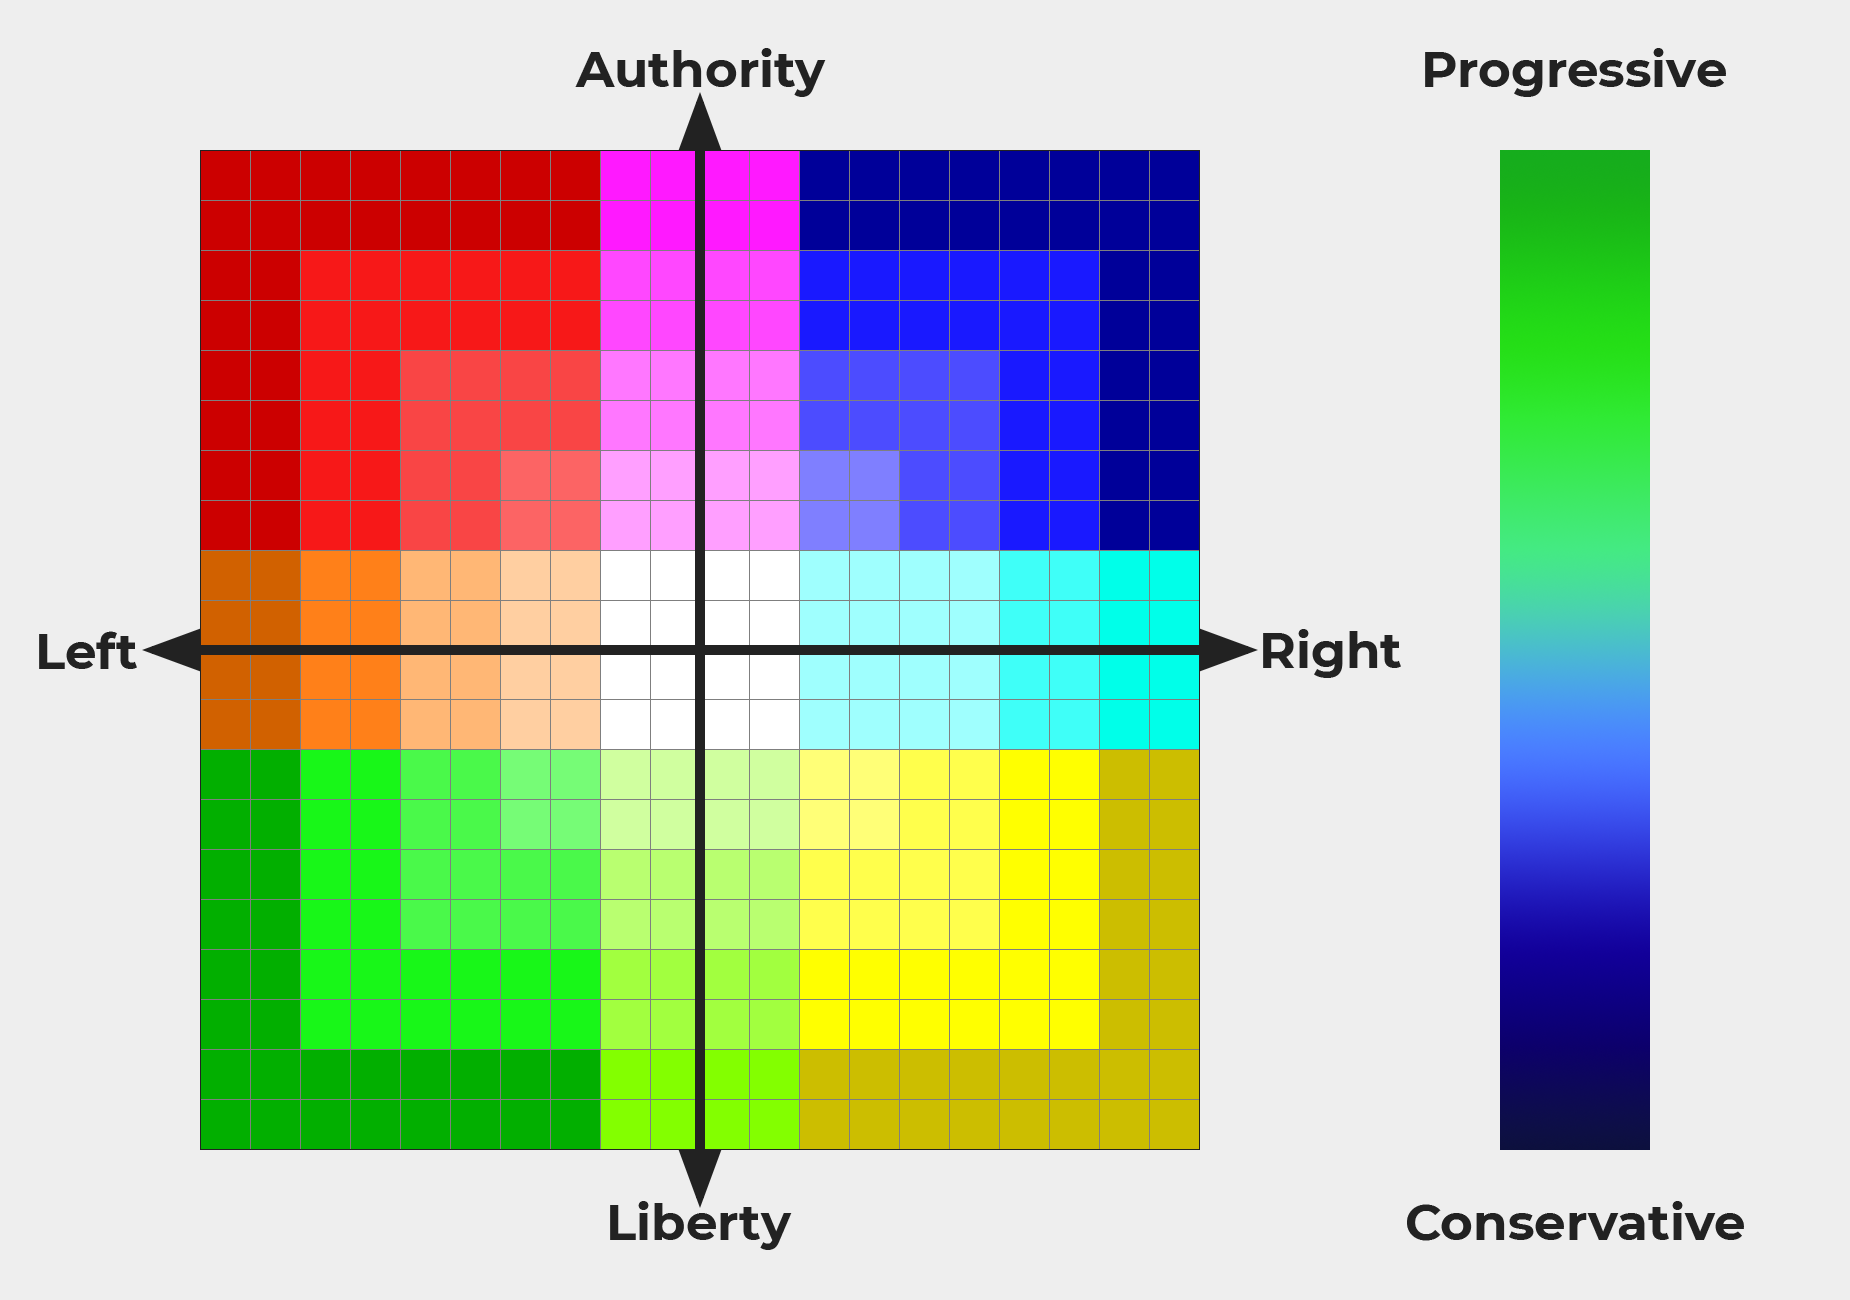 Authority
Progressive
Left
Right
Liberty
Conservative